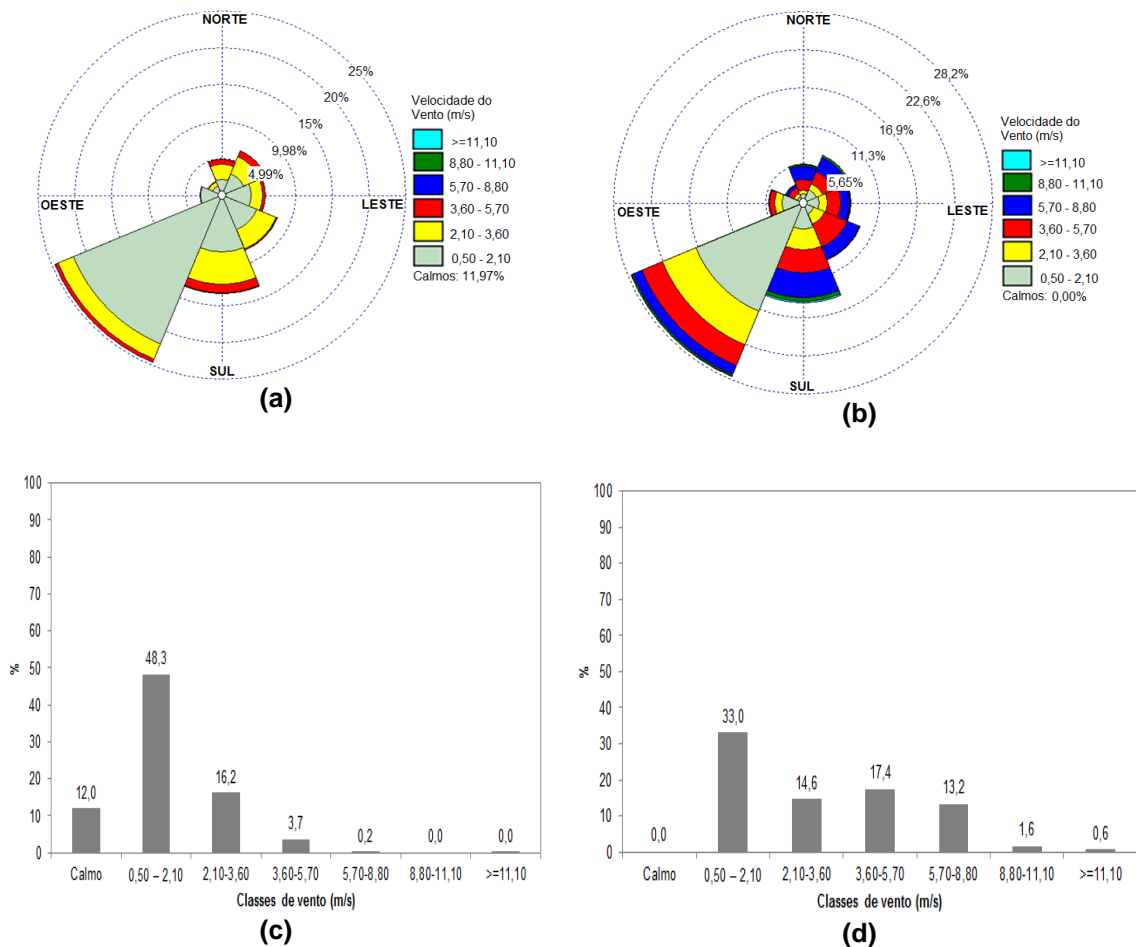 NORTE
25%
20%
15%
9,98%
4,99%
OESTE
LESTE
SUL
Velocidade do
Vento (m/s)
>=11,10
8,80 - 11,10
5,70 - 8,80
3,60 - 5,70
2,10 - 3,60
0,50 - 2,10
Calmos: 11,97%
(a)
NORTE
28,2%
22,6%
16,9%
11,3%
5,65%
OESTE
LESTE
SUL
Velocidade do
Vento (m/s)
>=11,10
8,80 - 11,10
5,70 - 8,80
3,60 - 5,70
2,10 - 3,60
0,50 - 2,10
Calmos: 0,00%
(b)
100
90
80
70
60
50
40
30
20
10
0
%
12,0
48,3
16,2
3,7
0,2
0,0
0,0
Calmo
0,50 – 2,10
2,10-3,60
3,60-5,70
5,70-8,80
8,80-11,10
>=11,10
Classes de vento (m/s)
(c)
100
90
80
70
60
50
40
30
20
10
0
%
0,0
33,0
14,6
17,4
13,2
1,6
0,6
Calmo
0,50 – 2,10
2,10-3,60
3,60-5,70
5,70-8,80
8,80-11,10
>=11,10
Classes de vento (m/s)
(d)